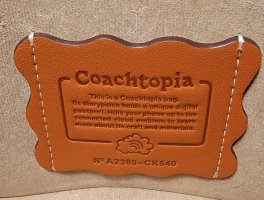 Coachtopia
This is a Coachtopia bag.
Its storypatch holds a unique digital
passport. Hold your phone up to the
connected cloud emblem to learn
more about its craft and materials.
Nº A2380-CK540